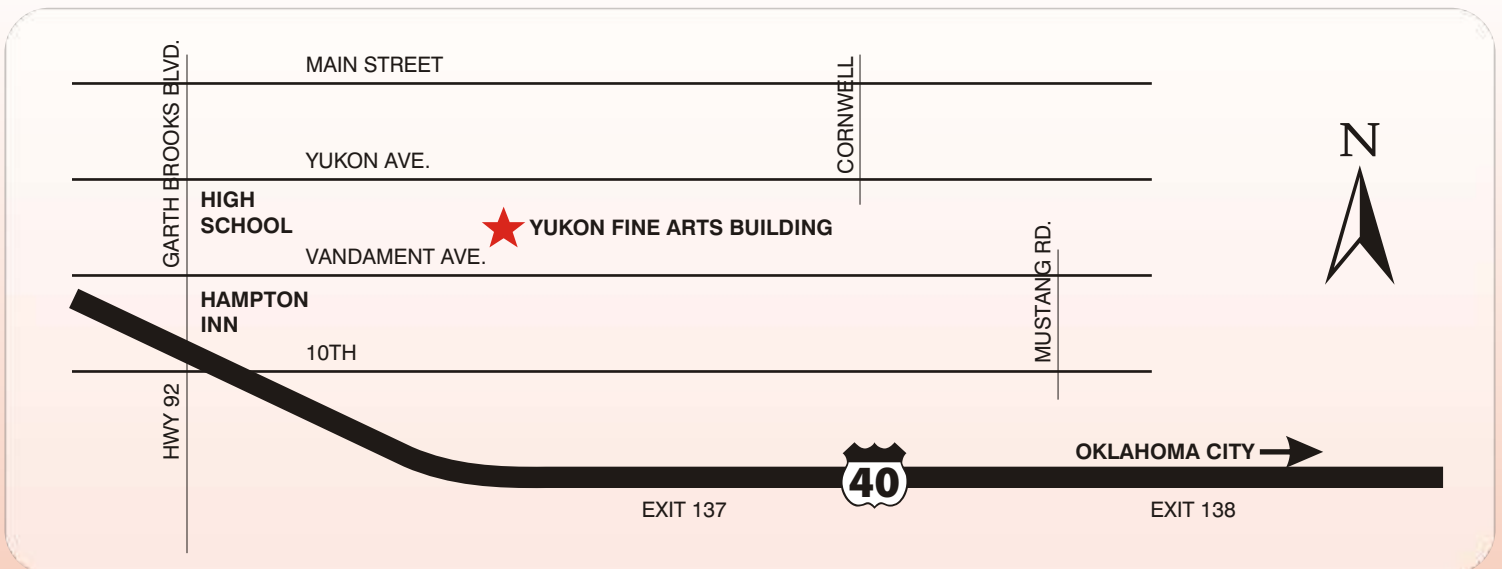 MAIN STREET
GARTH BROOKS BLVD.
CORNWELL
N
YUKON AVE.
HIGH
SCHOOL
YUKON FINE ARTS BUILDING
VANDAMENT AVE.
MUSTANG RD.
HAMPTON
INN
10TH
HWY 92
OKLAHOMA CITY
40
EXIT 137
EXIT 138